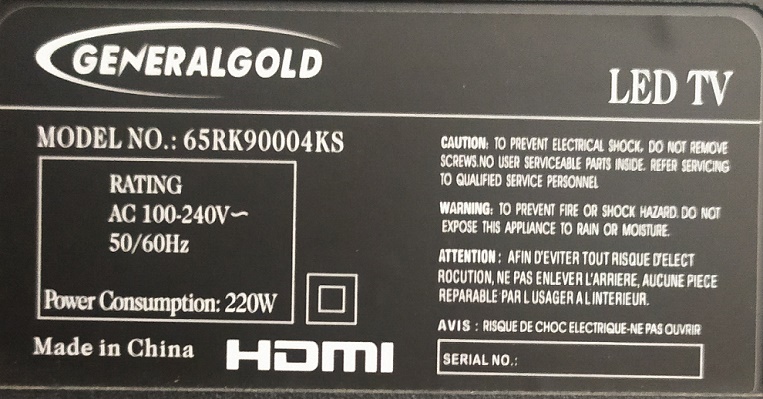 GENERALGOLD
LED TV
MODEL NO.: 65RK90004KS
RATING
AC 100-240V~
50/60Hz
Power Consumption: 220W
Made in China
HDMI
CAUTION: TO PREVENT ELECTRICAL SHOCK, DO NOT REMOVE
SCREWS.NO USER SERVICEABLE PARTS INSIDE. REFER SERVICING
TO QUALIFIED SERVICE PERSONNEL
WARNING: TO PREVENT FIRE OR SHOCK HAZARD. DO NOT
EXPOSE THIS APPLIANCE TO RAIN OR MOISTURE.
ATTENTION : AFIN D'EVITER TOUT RISQUE D'ELECT
ROCUTION, NE PAS ENLEVER L'ARRIERE, AUCUNE PIECE
REPARABLE PAR L USAGER A L INTERIEUR.
AVIS : RISQUE DE CHOC ELECTRIQUE-NE PAS OUVRIR
SERIAL NO.: